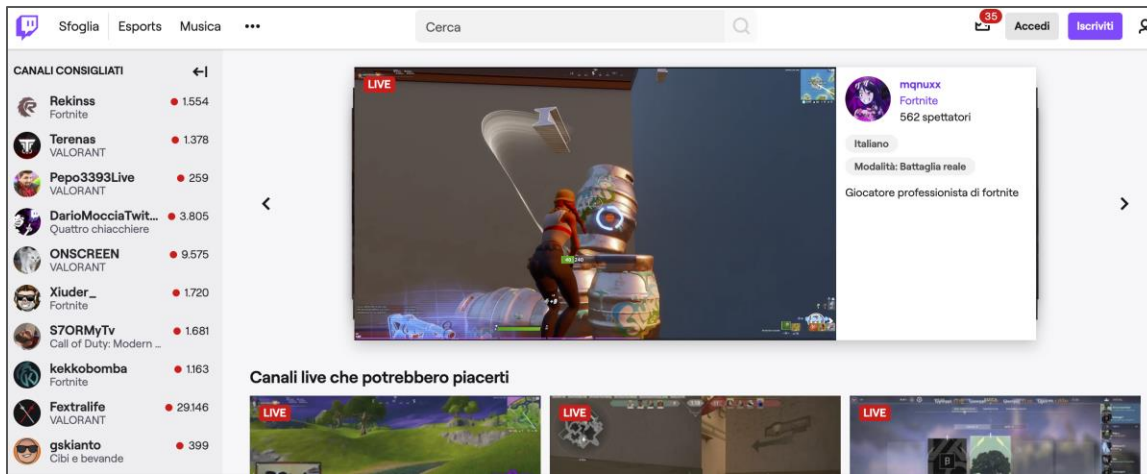 Sfoglia
Esports
Musica
•••
Cerca
35
Accedi
Iscriviti
CANALI CONSIGLIATI
Rekinss
1.554
Fortnite
Terenas
1.378
VALORANT
Pepo3393Live
259
VALORANT
DarioMocciaTwit...
3.805
Quattro chiacchiere
ONSCREEN
9.575
VALORANT
Xiuder_
1.720
Fortnite
S7ORMyTv
1.681
Call of Duty: Modern ...
kekkobomba
1.163
Fortnite
Fextralife
29.146
VALORANT
gskianto
399
Cibi e bevande
LIVE
mqnuxx
Fortnite
562 spettatori
Italiano
Modalità: Battaglia reale
Giocatore professionista di fortnite
Canali live che potrebbero piacerti
LIVE
LIVE
LIVE